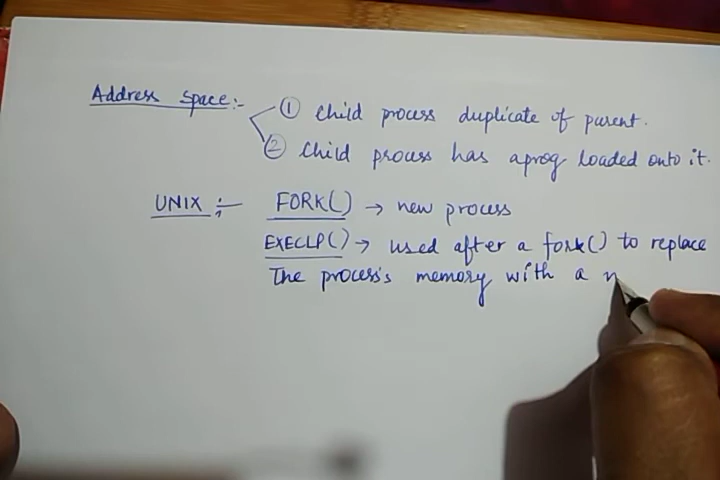 Address space:-
① Child process duplicate of parent.
② Child process has a prog loaded onto it.
UNIX :- FORK() → new process
EXECLP() → used after a fork() to replace
The process's memory with a n